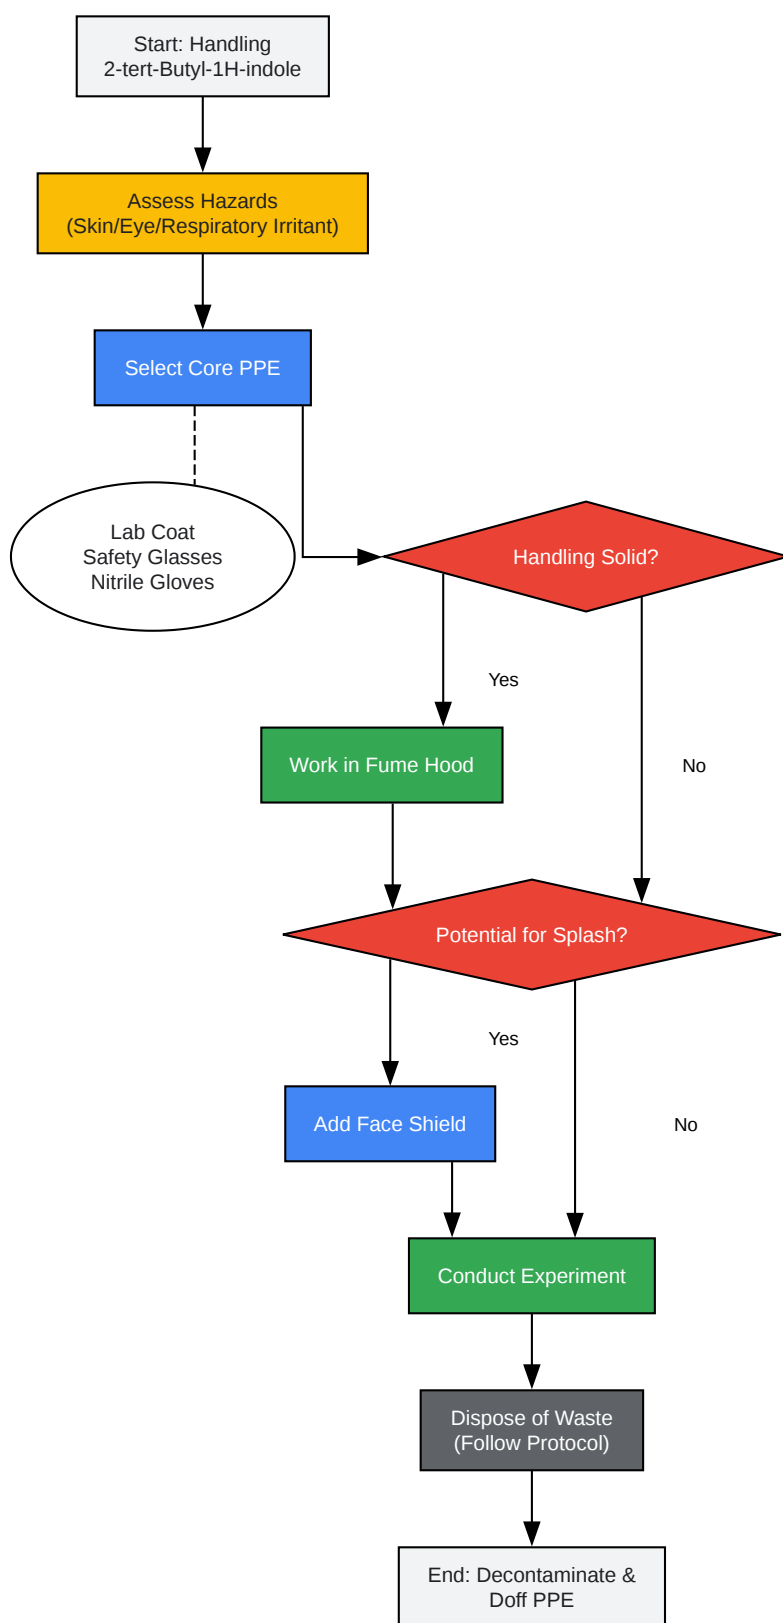 Start: Handling
2-tert-Butyl-1H-indole
Assess Hazards
(Skin/Eye/Respiratory Irritant)
Select Core PPE
Lab Coat
Safety Glasses
Nitrile Gloves
Handling Solid?
Yes
Work in Fume Hood
No
Potential for Splash?
Yes
Add Face Shield
No
Conduct Experiment
Dispose of Waste
(Follow Protocol)
End: Decontaminate &
Doff PPE